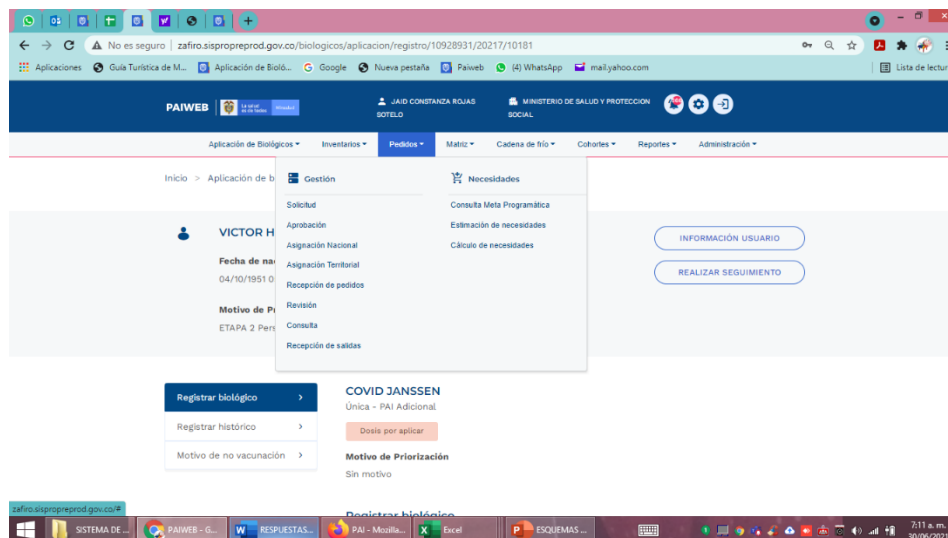 No es seguro | zafiro.sispropreprod.gov.co/biologicos/aplicacion/registro/10928931/20217/10181
Aplicaciones Guía Turística de M... Aplicación de Bioló... Google Nueva pestaña Paiweb (4) WhatsApp mail.yahoo.com Lista de lectur
PAIWEB
JAID CONSTANZA ROJAS SOTELO
MINISTERIO DE SALUD Y PROTECCION SOCIAL
Aplicación de Biológicos Inventarios Pedidos Matriz Cadena de frío Cohortes Reportes Administración
Inicio > Aplicación de b
Gestión
Solicitud
Aprobación
Asignación Nacional
Asignación Territorial
Recepción de pedidos
Revisión
Consulta
Recepción de salidas
Necesidades
Consulta Meta Programática
Estimación de necesidades
Cálculo de necesidades
VICTOR H
Fecha de na
04/10/1951 0
Motivo de Pr
ETAPA 2 Pers
INFORMACIÓN USUARIO
REALIZAR SEGUIMIENTO
Registrar biológico
Registrar histórico
Motivo de no vacunación
COVID JANSSEN
Única - PAI Adicional
Dosis por aplicar
Motivo de Priorización
Sin motivo
Registrar biológico
zafiro.sispropreprod.gov.co/#
SISTEMA DE ... PAIWEB - G... RESPUESTAS... PAI - Mozilla... Excel ESQUEMAS ...
7:11 a. m.
30/06/2021